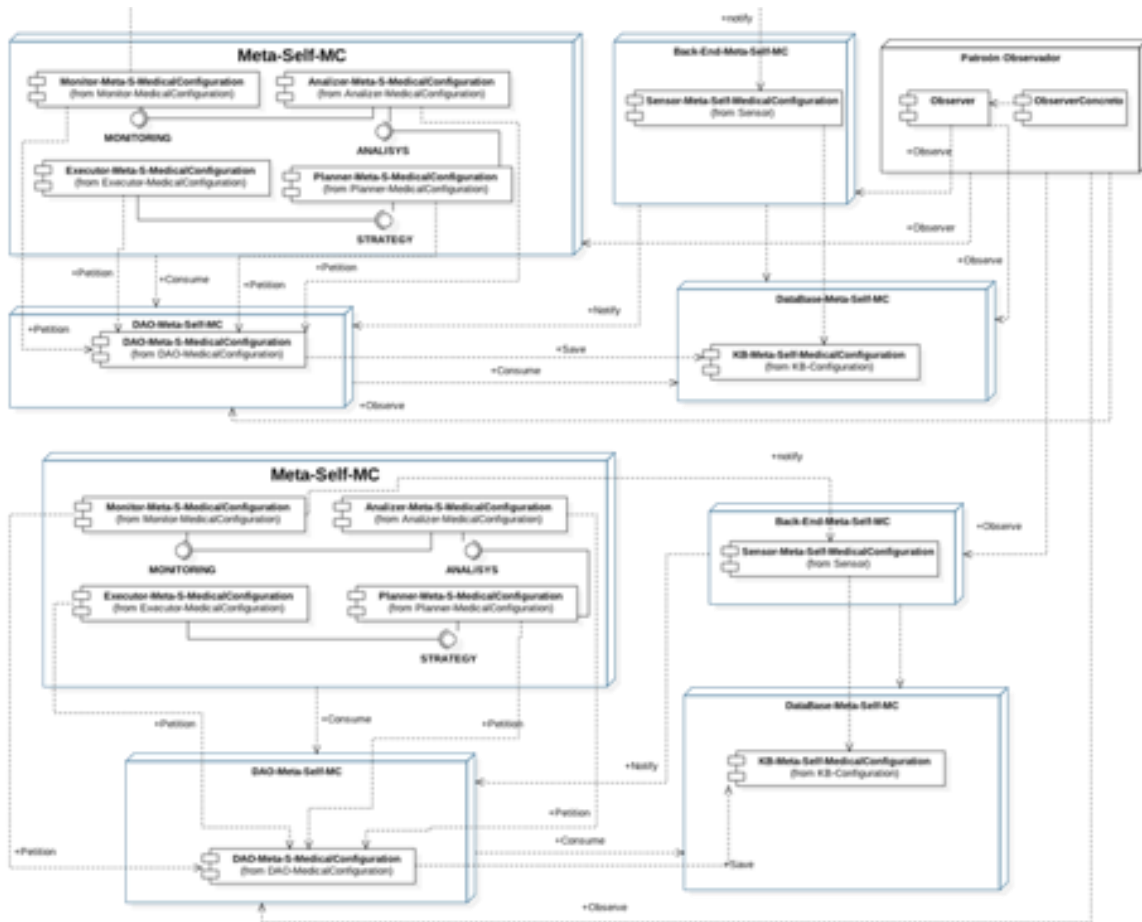 +notify
Meta-Self-MC
Monitor-Meta-S-MedicalConfiguration
(from Monitor-MedicalConfiguration)
Analizer-Meta-S-MedicalConfiguration
(from Analizer-MedicalConfiguration)
MONITORING
ANALISYS
Executor-Meta-S-MedicalConfiguration
(from Executor-MedicalConfiguration)
Planner-Meta-S-MedicalConfiguration
(from Planner-MedicalConfiguration)
STRATEGY
Back-End-Meta-Self-MC
Sensor-Meta-Self-MedicalConfiguration
(from Sensor)
Patroón Observador
Observer
ObserverConcreto
+Observe
+Observer
+Observe
+Petition
+Consume
+Petition
+Petition
+Petition
+Notify
DAO-Meta-Self-MC
DAO-Meta-S-MedicalConfiguration
(from DAO-MedicalConfiguration)
DataBase-Meta-Self-MC
KB-Meta-Self-MedicalConfiguration
(from KB-Configuration)
+Save
+Consume
+Observe
Meta-Self-MC
Monitor-Meta-S-MedicalConfiguration
(from Monitor-MedicalConfiguration)
Analizer-Meta-S-MedicalConfiguration
(from Analizer-MedicalConfiguration)
MONITORING
ANALISYS
Executor-Meta-S-MedicalConfiguration
(from Executor-MedicalConfiguration)
Planner-Meta-S-MedicalConfiguration
(from Planner-MedicalConfiguration)
STRATEGY
+notify
Back-End-Meta-Self-MC
Sensor-Meta-Self-MedicalConfiguration
(from Sensor)
+Observe
+Petition
+Consume
+Petition
DataBase-Meta-Self-MC
KB-Meta-Self-MedicalConfiguration
(from KB-Configuration)
DAO-Meta-Self-MC
+Notify
+Petition
+Petition
DAO-Meta-S-MedicalConfiguration
(from DAO-MedicalConfiguration)
+Consume
+Save
+Observe